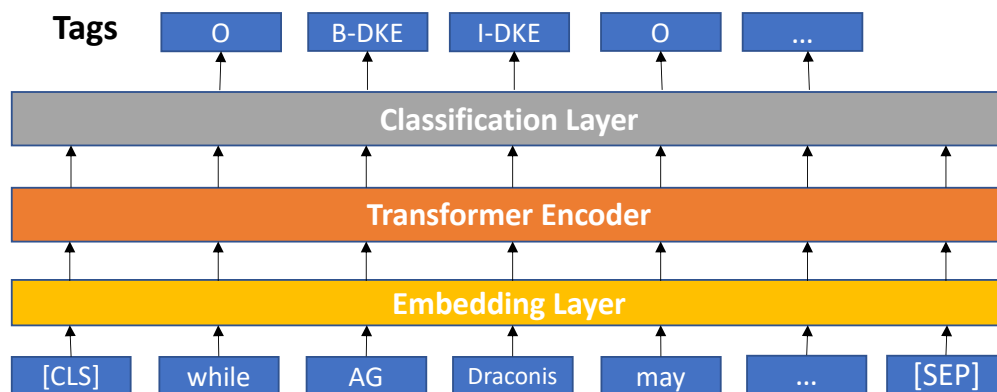 Tags O B-DKE I-DKE O ...
Classification Layer
Transformer Encoder
Embedding Layer
[CLS] while AG Draconis may ... [SEP]